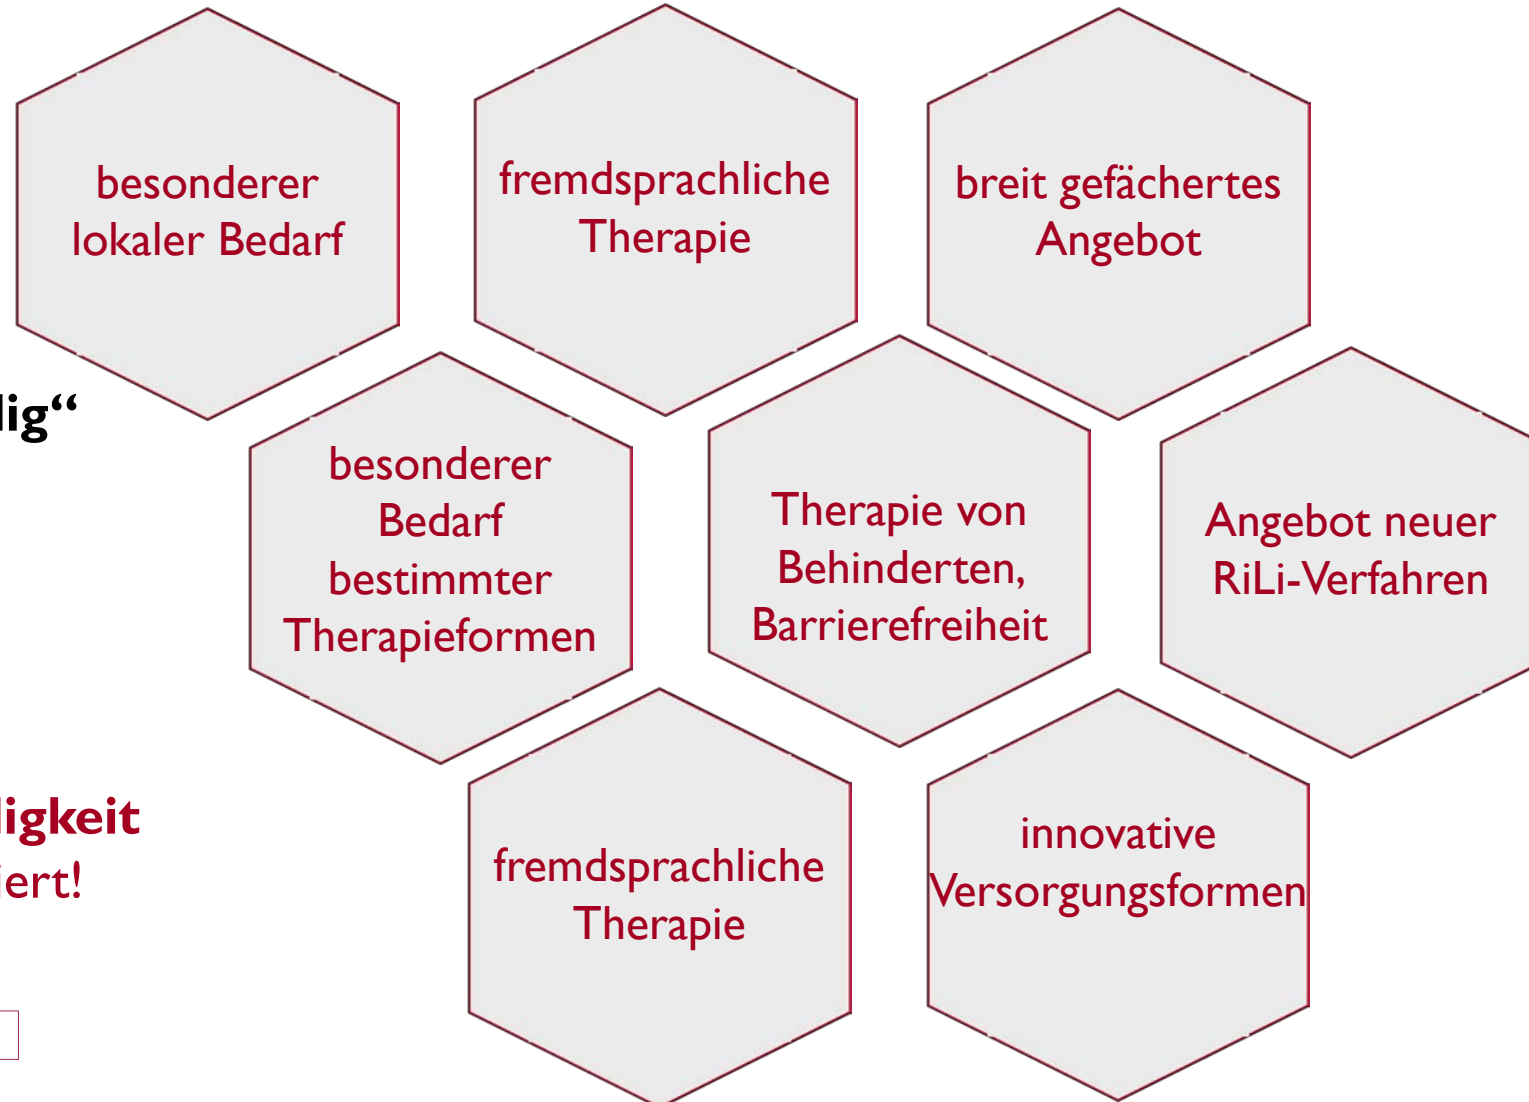 besonderer
lokaler Bedarf
fremdsprachliche
Therapie
breit gefächertes
Angebot
lig“
besonderer
Bedarf
bestimmter
Therapieformen
Therapie von
Behinderten,
Barrierefreiheit
Angebot neuer
RiLi-Verfahren
ligkeit
iert!
fremdsprachliche
Therapie
innovative
Versorgungsformen